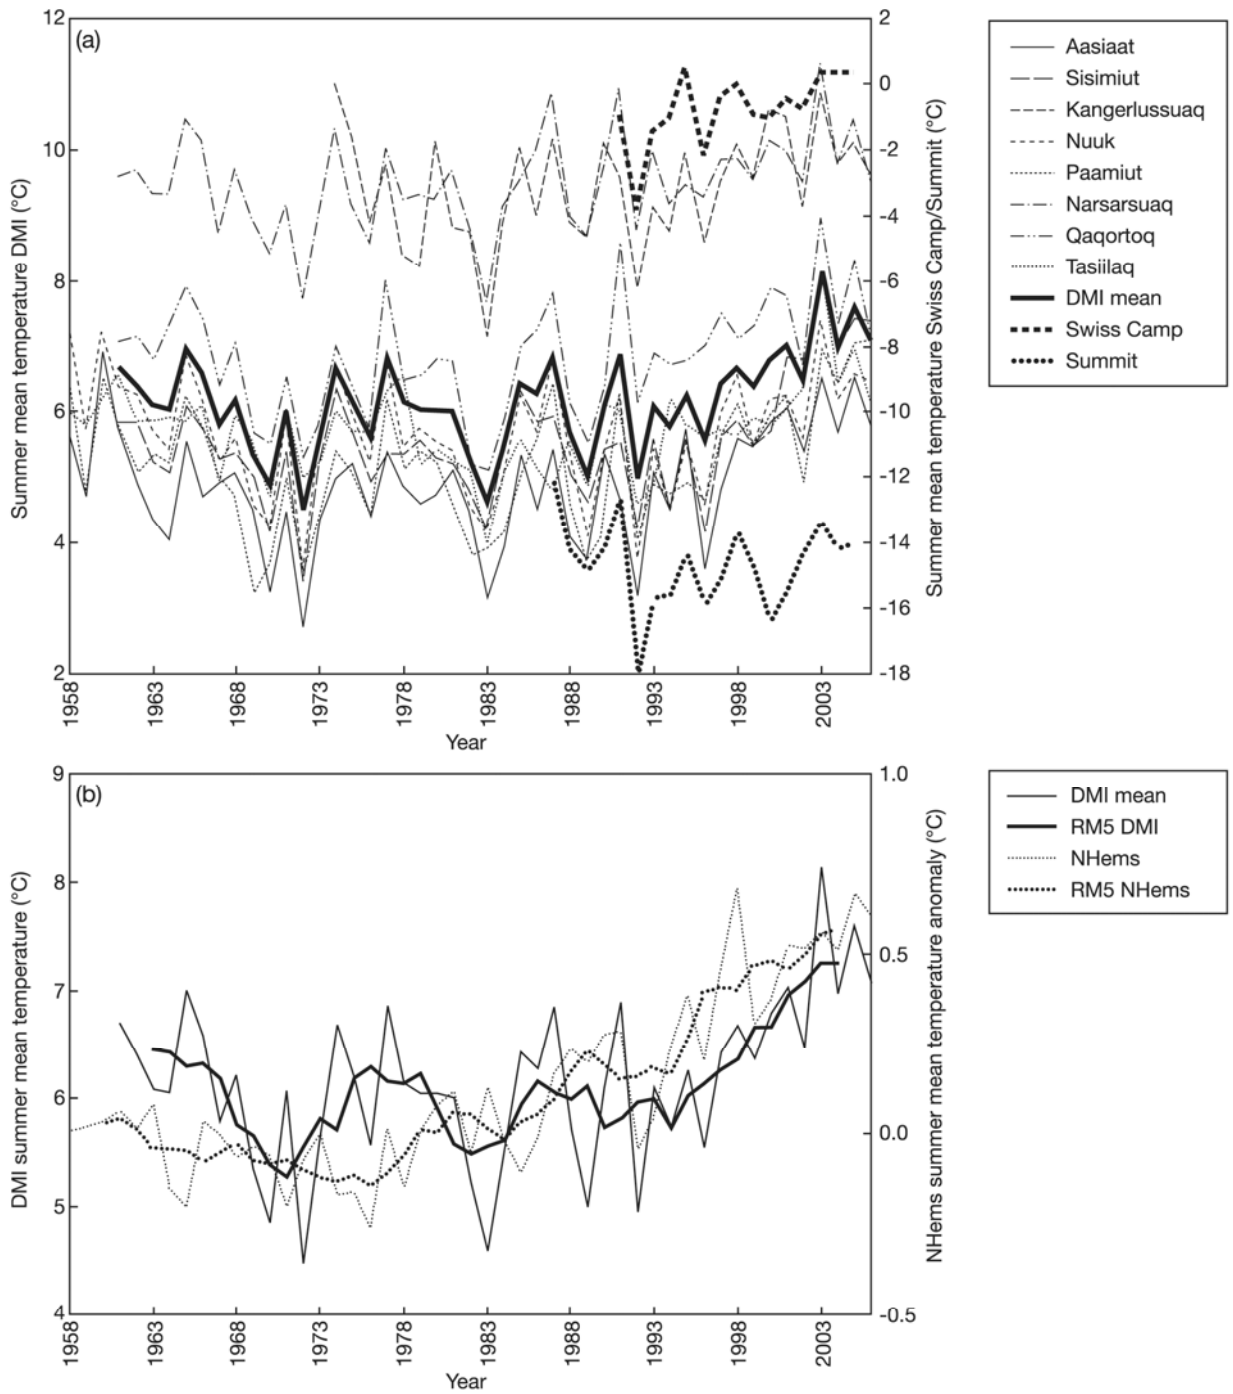 (a)
Summer mean temperature DMI (°C)
12
10
8
6
4
2
2
0
-2
-4
-6
-8
-10
-12
-14
-16
-18
Summer mean temperature Swiss Camp/Summit (°C)
1958
1963
1968
1973
1978
1983
1988
1993
1998
2003
Year
Aasiaat
Sisimiut
Kangerlussuaq
Nuuk
Paamiut
Narsarsuaq
Qaqortoq
Tasiilaq
DMI mean
Swiss Camp
Summit
(b)
DMI summer mean temperature (°C)
9
8
7
6
5
4
1.0
0.5
0.0
-0.5
NHems summer mean temperature anomaly (°C)
1958
1963
1968
1973
1978
1983
1988
1993
1998
2003
Year
DMI mean
RM5 DMI
NHems
RM5 NHems